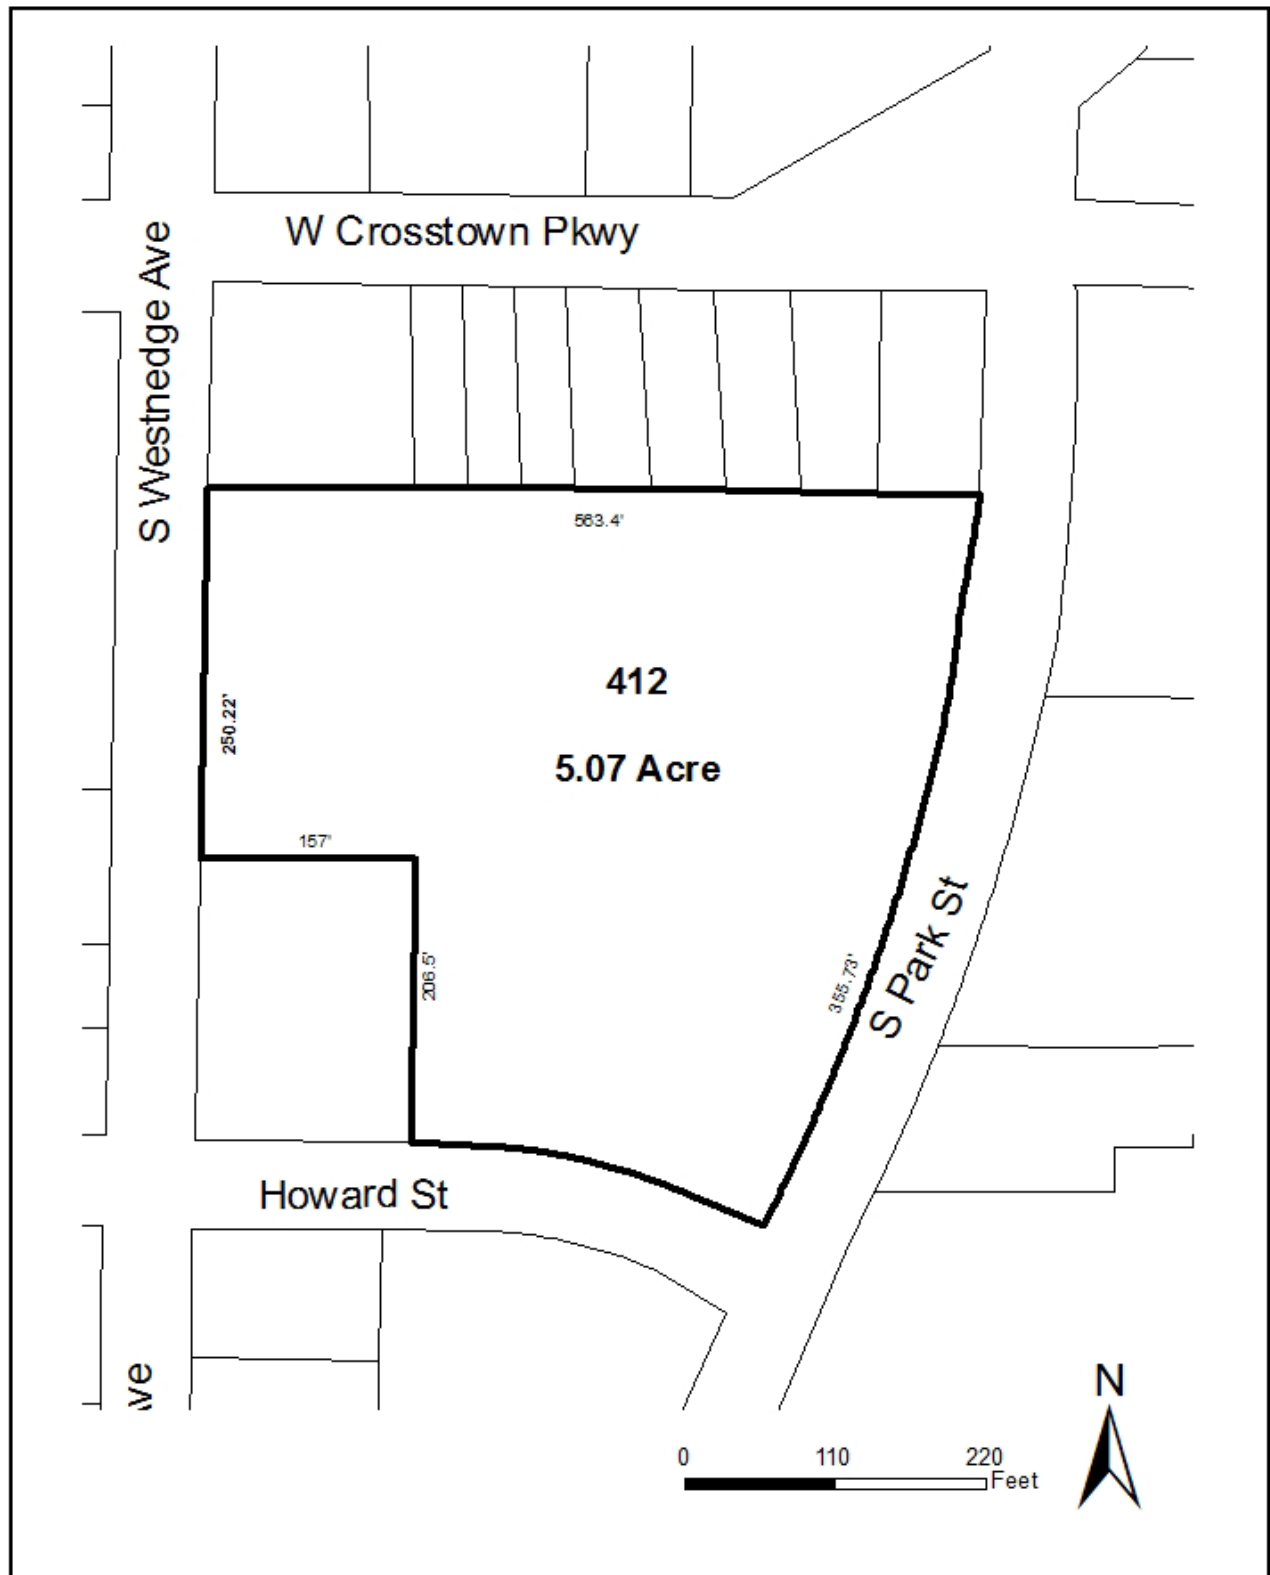 W Crosstown Pkwy
S Westnedge Ave
563.4'
412
250.22'
5.07 Acre
157'
206.5'
355.73'
S Park St
Howard St
ve
N
0 110 220
Feet